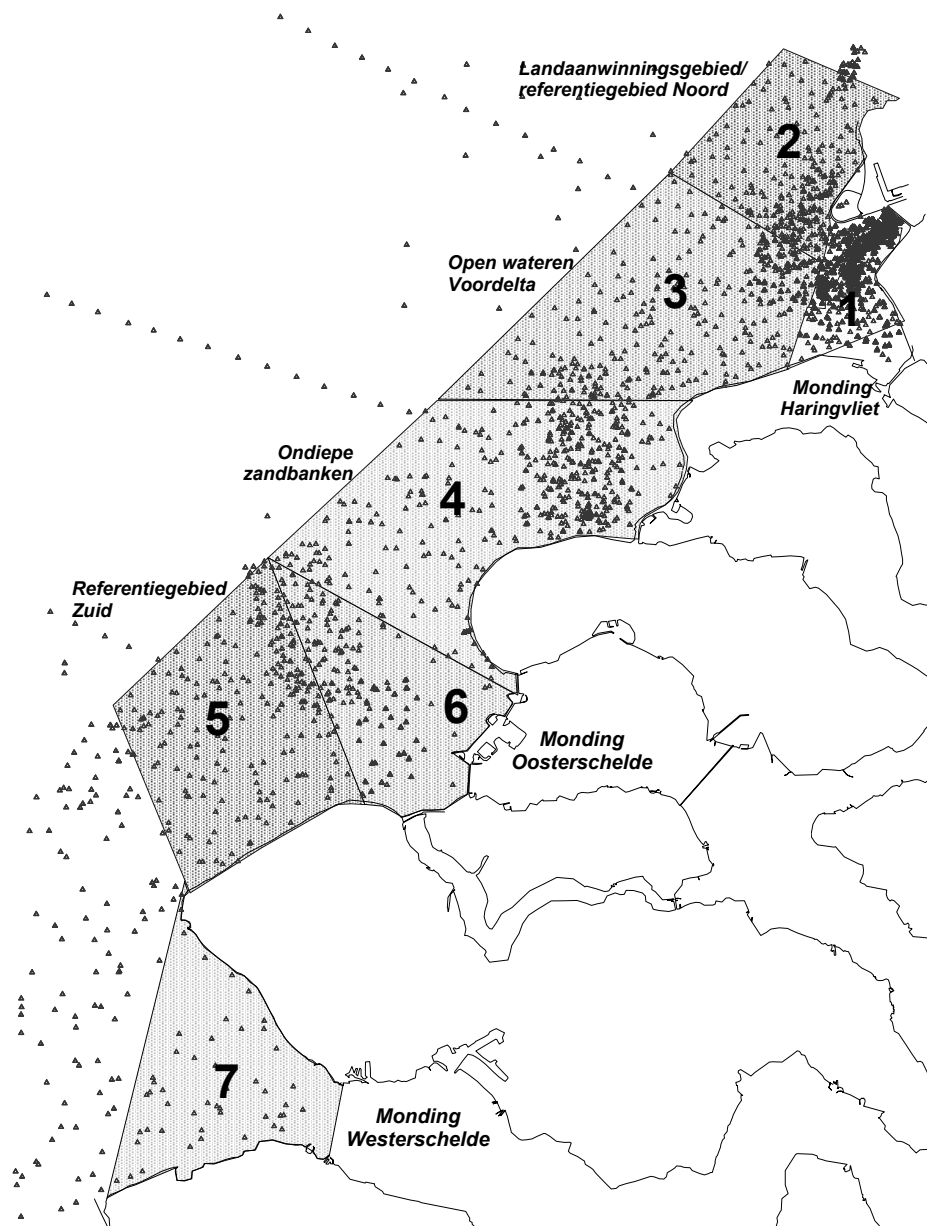 Landaanwinningsgebied/
referentiegebied Noord
2
Open wateren
Voordelta
3
1
Monding
Haringvliet
Ondiepe
zandbanken
4
Referentiegebied
Zuid
5
6
Monding
Oosterschelde
7
Monding
Westerschelde